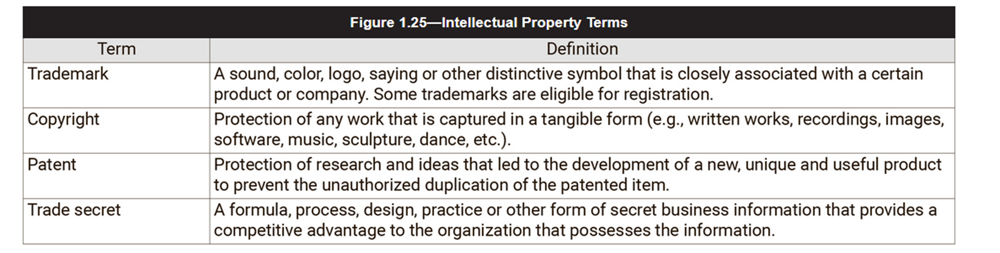 Figure 1.25—Intellectual Property Terms
Term Definition
Trademark A sound, color, logo, saying or other distinctive symbol that is closely associated with a certain
product or company. Some trademarks are eligible for registration.
Copyright Protection of any work that is captured in a tangible form (e.g., written works, recordings, images,
software, music, sculpture, dance, etc.).
Patent Protection of research and ideas that led to the development of a new, unique and useful product
to prevent the unauthorized duplication of the patented item.
Trade secret A formula, process, design, practice or other form of secret business information that provides a
competitive advantage to the organization that possesses the information.